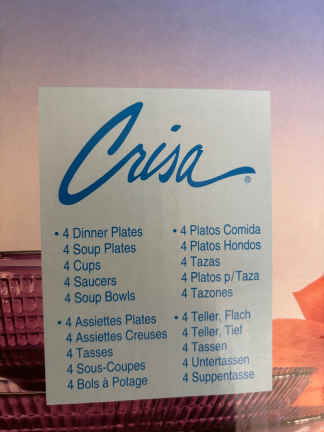 Crisa®
• 4 Dinner Plates
4 Soup Plates
4 Cups
4 Saucers
4 Soup Bowls
• 4 Platos Comida
4 Platos Hondos
4 Tazas
4 Platos p/Taza
4 Tazones
• 4 Assiettes Plates
4 Assiettes Creuses
4 Tasses
4 Sous-Coupes
4 Bols à Potage
• 4 Teller, Flach
4 Teller, Tief
4 Tassen
4 Untertassen
4 Suppentasse